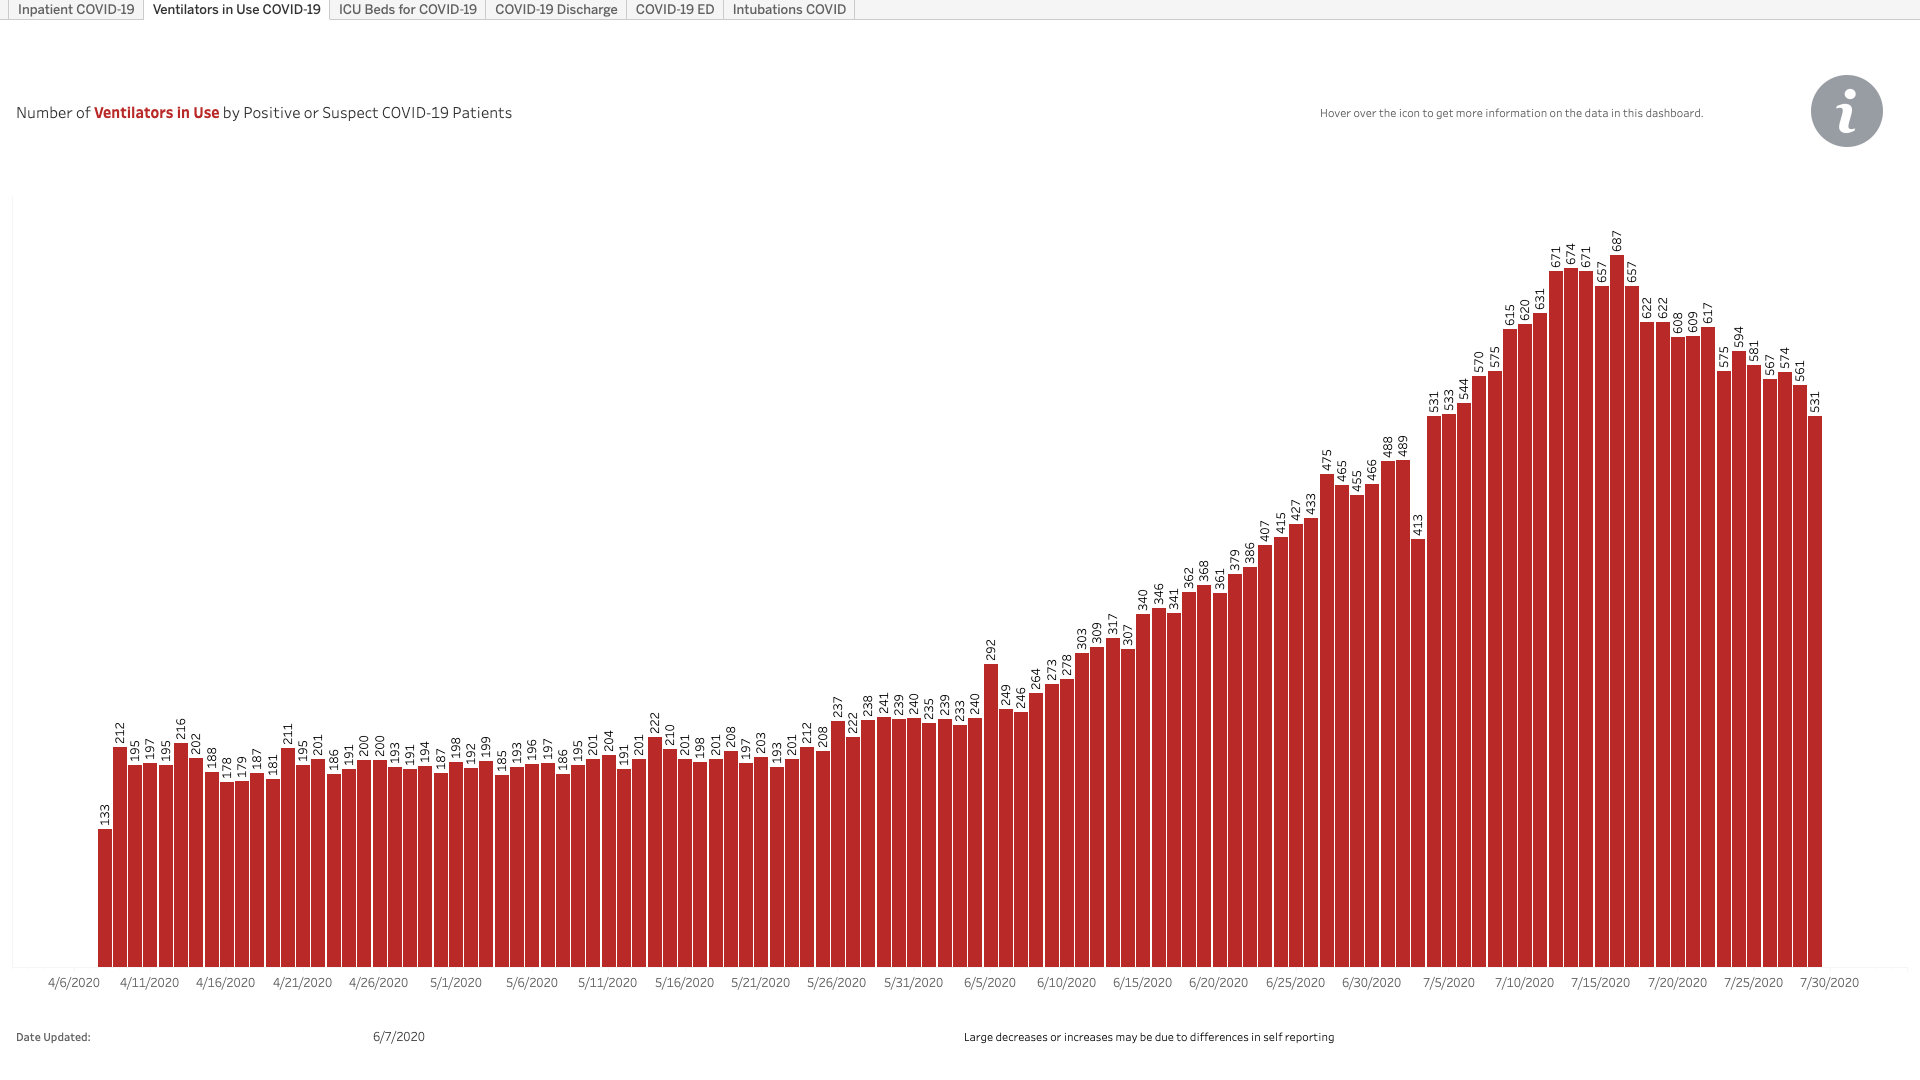 Inpatient COVID-19 Ventilators in Use COVID-19 ICU Beds for COVID-19 COVID-19 Discharge COVID-19 ED Intubations COVID
Number of Ventilators in Use by Positive or Suspect COVID-19 Patients
Hover over the icon to get more information on the data in this dashboard.
i
133 212 195 197 195 216 202 188 178 179 187 181 211 195 201 186 191 200 200 193 191 194 187 198 192 199 185 193 196 197 186 195 201 204 191 201 222 210 201 198 201 208 197 203 193 201 212 208 237 222 238 241 239 240 235 239 233 240 292 249 246 264 273 278 303 309 317 307 340 346 341 362 368 361 379 386 407 415 427 433 475 465 455 466 488 489 413 531 533 544 570 575 615 620 631 671 674 671 657 687 657 622 622 608 609 617 575 594 581 567 574 561 531
4/6/2020 4/11/2020 4/16/2020 4/21/2020 4/26/2020 5/1/2020 5/6/2020 5/11/2020 5/16/2020 5/21/2020 5/26/2020 5/31/2020 6/5/2020 6/10/2020 6/15/2020 6/20/2020 6/25/2020 6/30/2020 7/5/2020 7/10/2020 7/15/2020 7/20/2020 7/25/2020 7/30/2020
Date Updated: 6/7/2020
Large decreases or increases may be due to differences in self reporting